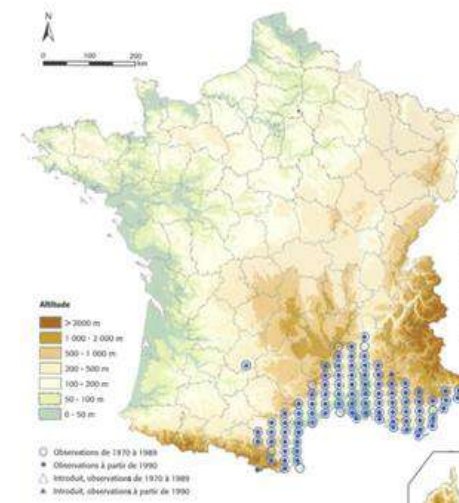 N
0 100 200
km
Altitude
> 2000 m
1 000 - 2 000 m
500 - 1 000 m
200 - 500 m
100 - 200 m
50 - 100 m
0 - 50 m
Observations de 1970 à 1989
Observations à partir de 1990
Introduit, observations de 1970 à 1989
Introduit, observations à partir de 1990